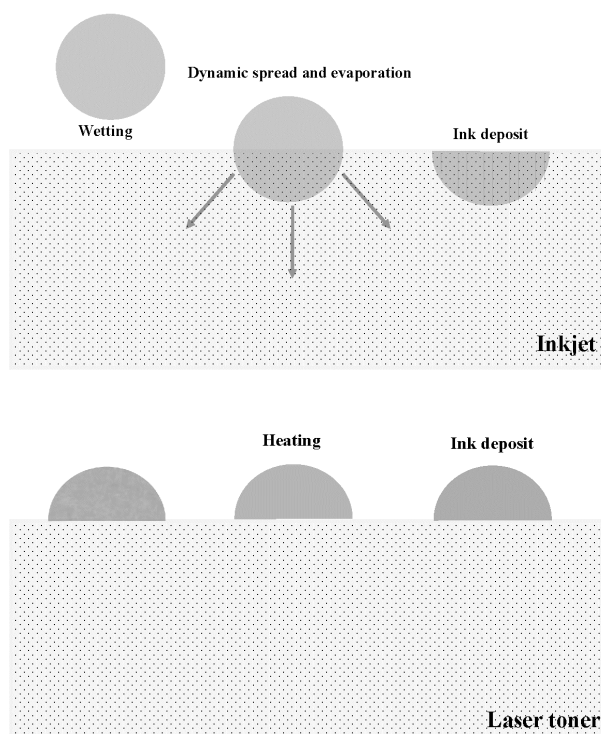 Dynamic spread and evaporation
Wetting
Ink deposit
Inkjet
Heating
Ink deposit
Laser toner